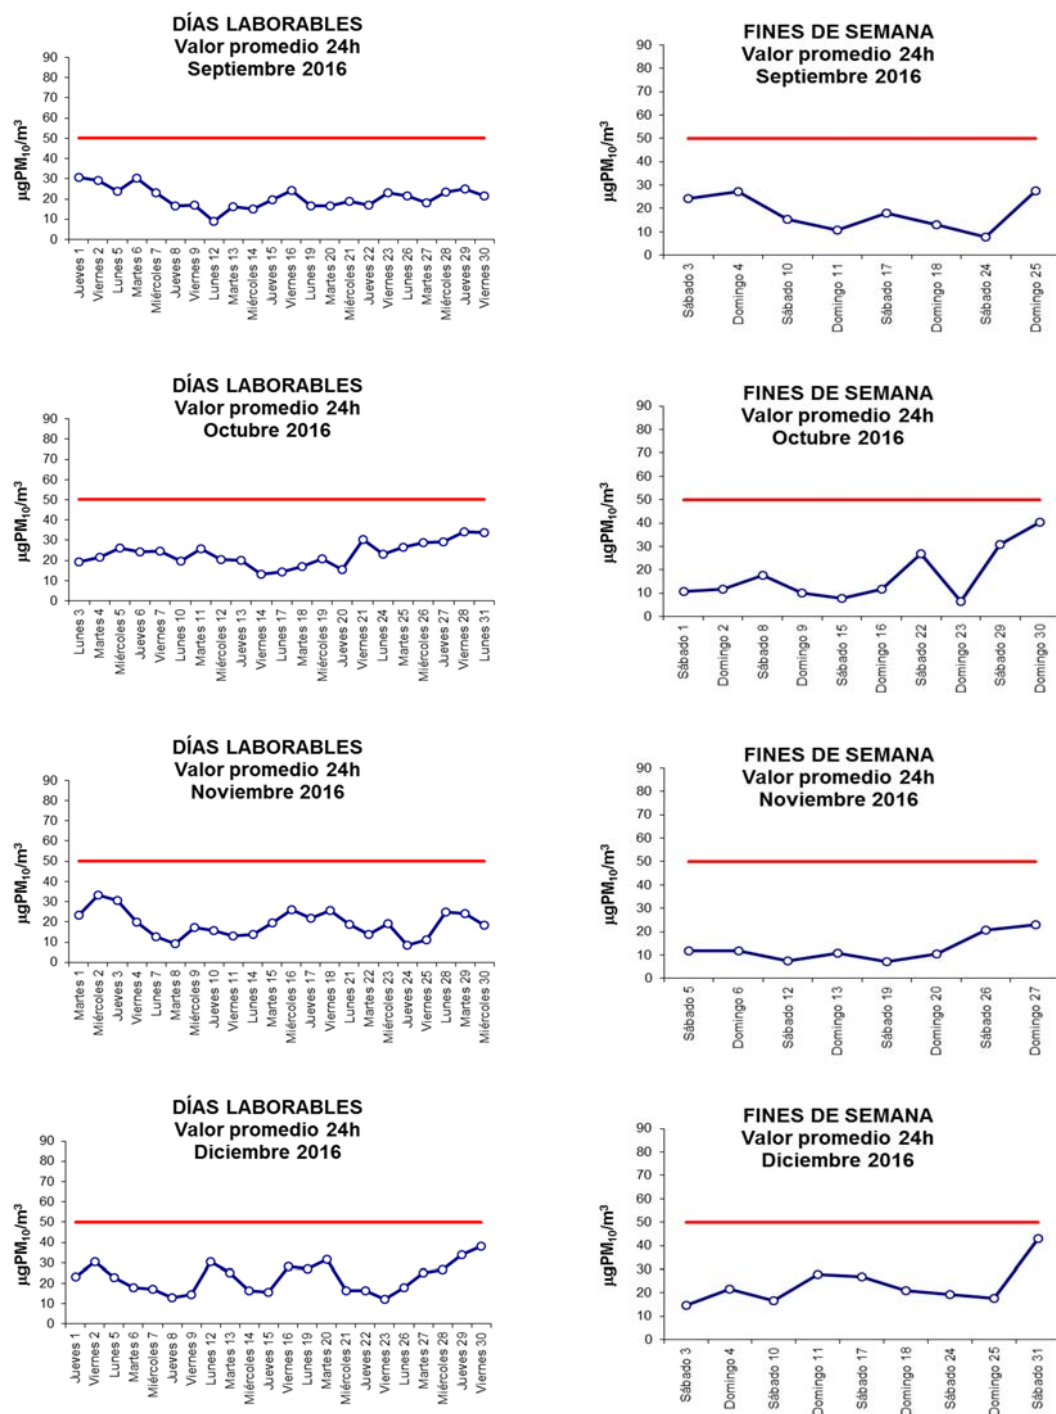 DÍAS LABORABLES
Valor promedio 24h
Septiembre 2016
µgPM10/m³
90
80
70
60
50
40
30
20
10
0
Jueves 1
Viernes 2
Lunes 5
Martes 6
Miércoles 7
Jueves 8
Viernes 9
Lunes 12
Martes 13
Miércoles 14
Jueves 15
Viernes 16
Lunes 19
Martes 20
Miércoles 21
Jueves 22
Viernes 23
Lunes 26
Martes 27
Miércoles 28
Jueves 29
Viernes 30
FINES DE SEMANA
Valor promedio 24h
Septiembre 2016
µgPM10/m³
90
80
70
60
50
40
30
20
10
0
Sábado 3
Domingo 4
Sábado 10
Domingo 11
Sábado 17
Domingo 18
Sábado 24
Domingo 25
DÍAS LABORABLES
Valor promedio 24h
Octubre 2016
µgPM10/m³
90
80
70
60
50
40
30
20
10
0
Lunes 3
Martes 4
Miércoles 5
Jueves 6
Viernes 7
Lunes 10
Martes 11
Miércoles 12
Jueves 13
Viernes 14
Lunes 17
Martes 18
Miércoles 19
Jueves 20
Viernes 21
Lunes 24
Martes 25
Miércoles 26
Jueves 27
Viernes 28
Lunes 31
FINES DE SEMANA
Valor promedio 24h
Octubre 2016
µgPM10/m³
90
80
70
60
50
40
30
20
10
0
Sábado 1
Domingo 2
Sábado 8
Domingo 9
Sábado 15
Domingo 16
Sábado 22
Domingo 23
Sábado 29
Domingo 30
DÍAS LABORABLES
Valor promedio 24h
Noviembre 2016
µgPM10/m³
90
80
70
60
50
40
30
20
10
0
Martes 1
Miércoles 2
Jueves 3
Viernes 4
Lunes 7
Martes 8
Miércoles 9
Jueves 10
Viernes 11
Lunes 14
Martes 15
Miércoles 16
Jueves 17
Viernes 18
Lunes 21
Martes 22
Miércoles 23
Jueves 24
Viernes 25
Lunes 28
Martes 29
Miércoles 30
FINES DE SEMANA
Valor promedio 24h
Noviembre 2016
µgPM10/m³
90
80
70
60
50
40
30
20
10
0
Sábado 5
Domingo 6
Sábado 12
Domingo 13
Sábado 19
Domingo 20
Sábado 26
Domingo 27
DÍAS LABORABLES
Valor promedio 24h
Diciembre 2016
µgPM10/m³
90
80
70
60
50
40
30
20
10
0
Jueves 1
Viernes 2
Lunes 5
Martes 6
Miércoles 7
Jueves 8
Viernes 9
Lunes 12
Martes 13
Miércoles 14
Jueves 15
Viernes 16
Lunes 19
Martes 20
Miércoles 21
Jueves 22
Viernes 23
Lunes 26
Martes 27
Miércoles 28
Jueves 29
Viernes 30
FINES DE SEMANA
Valor promedio 24h
Diciembre 2016
µgPM10/m³
90
80
70
60
50
40
30
20
10
0
Sábado 3
Domingo 4
Sábado 10
Domingo 11
Sábado 17
Domingo 18
Sábado 24
Domingo 25
Sábado 31